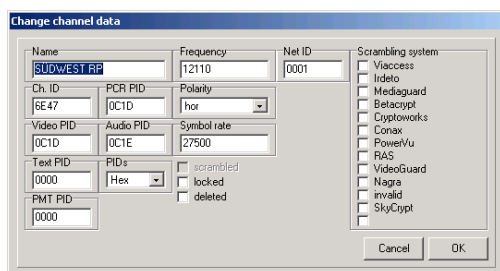 Change channel data
Name
SÜDWEST RP
Frequency
12110
Net ID
0001
Ch. ID
6E47
PCR PID
0C1D
Polarity
hor
Video PID
0C1D
Audio PID
0C1E
Symbol rate
27500
Text PID
0000
PIDs
Hex
scrambled
locked
deleted
PMT PID
0000
Scrambling system
Viaccess
Irdeto
Mediaguard
Betacrypt
Cryptoworks
Conax
PowerVu
RAS
VideoGuard
Nagra
invalid
SkyCrypt
Cancel
OK